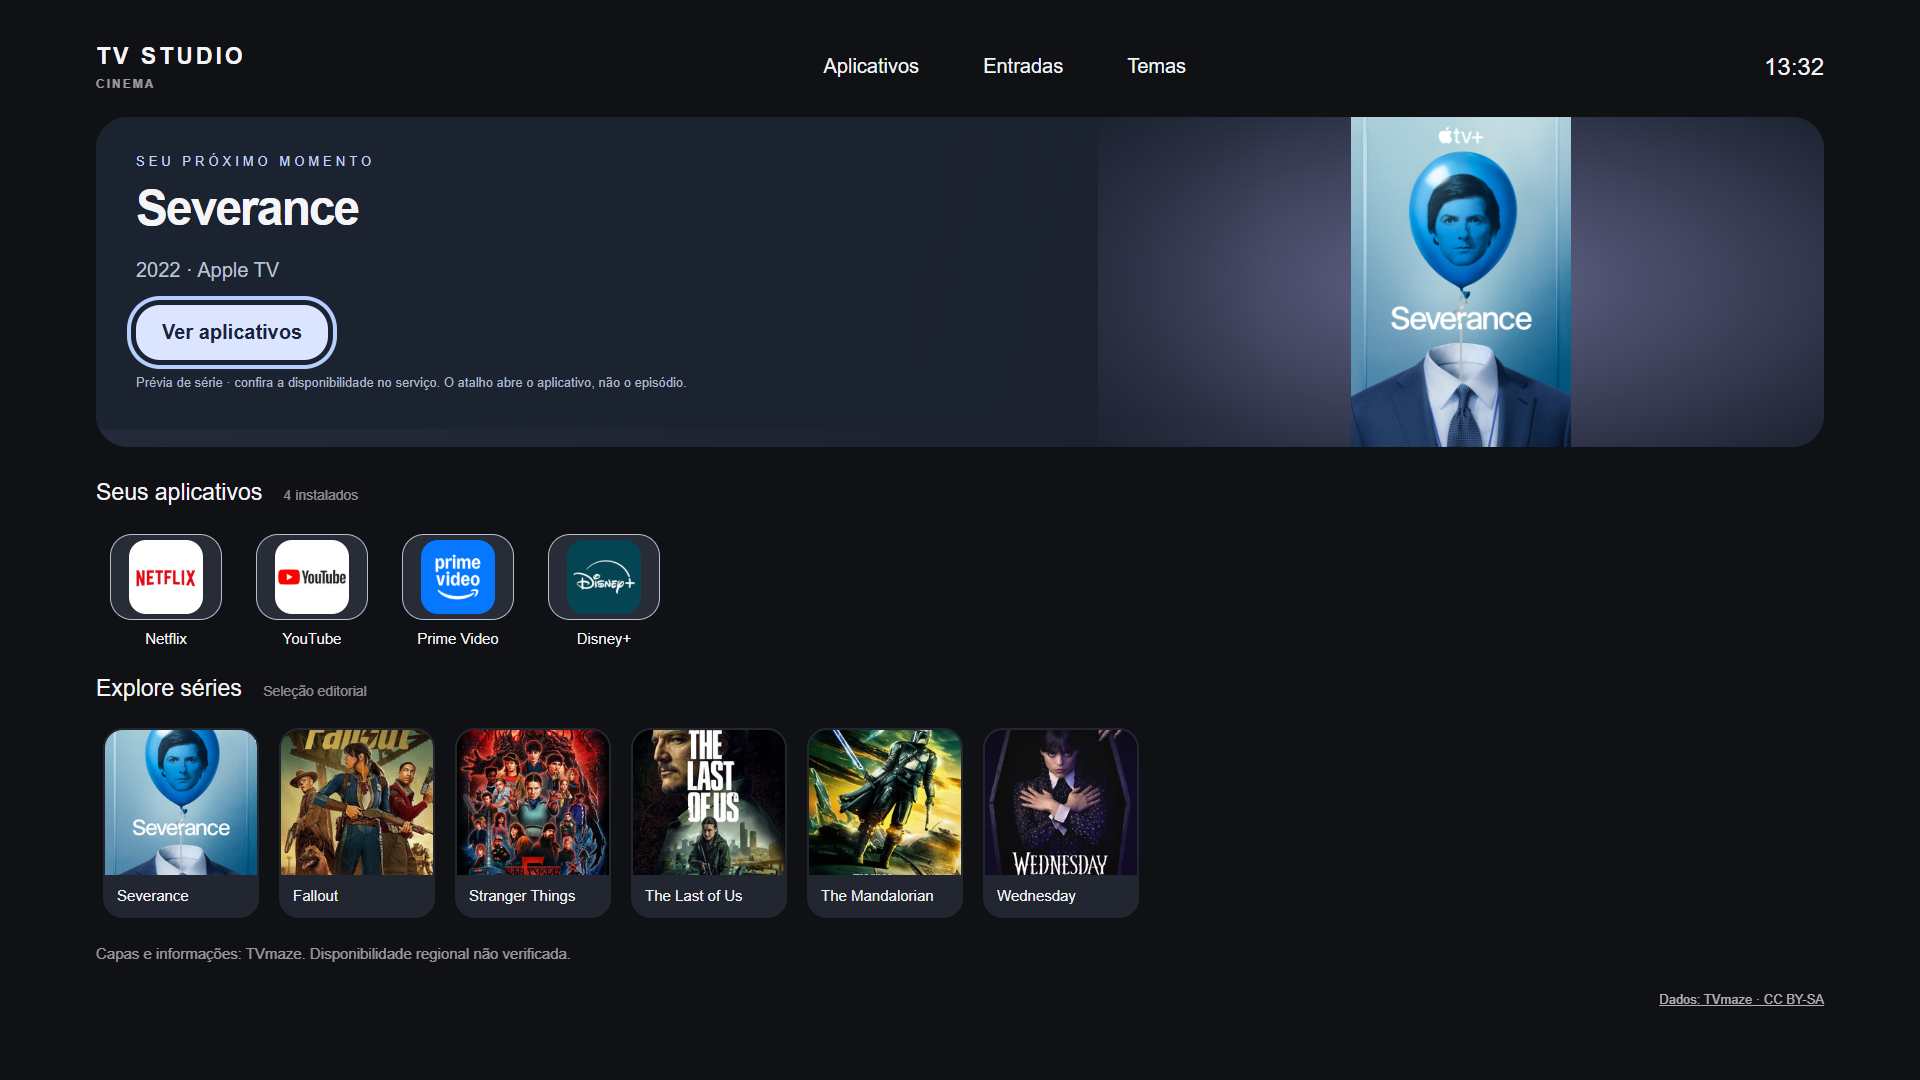 TV STUDIO
CINEMA
Aplicativos
Entradas
Temas
13:32
SEU PRÓXIMO MOMENTO
Severance
2022 · Apple TV
Ver aplicativos
Prévia de série · confira a disponibilidade no serviço. O atalho abre o aplicativo, não o episódio.
tv+
Severance
Seus aplicativos
4 instalados
NETFLIX
YouTube
prime
video
Disney+
Netflix
YouTube
Prime Video
Disney+
Explore séries
Seleção editorial
Severance
Fallout
THE
LAST
OF US
WEDNESDAY
Severance
Fallout
Stranger Things
The Last of Us
The Mandalorian
Wednesday
Capas e informações: TVmaze. Disponibilidade regional não verificada.
Dados: TVmaze · CC BY-SA